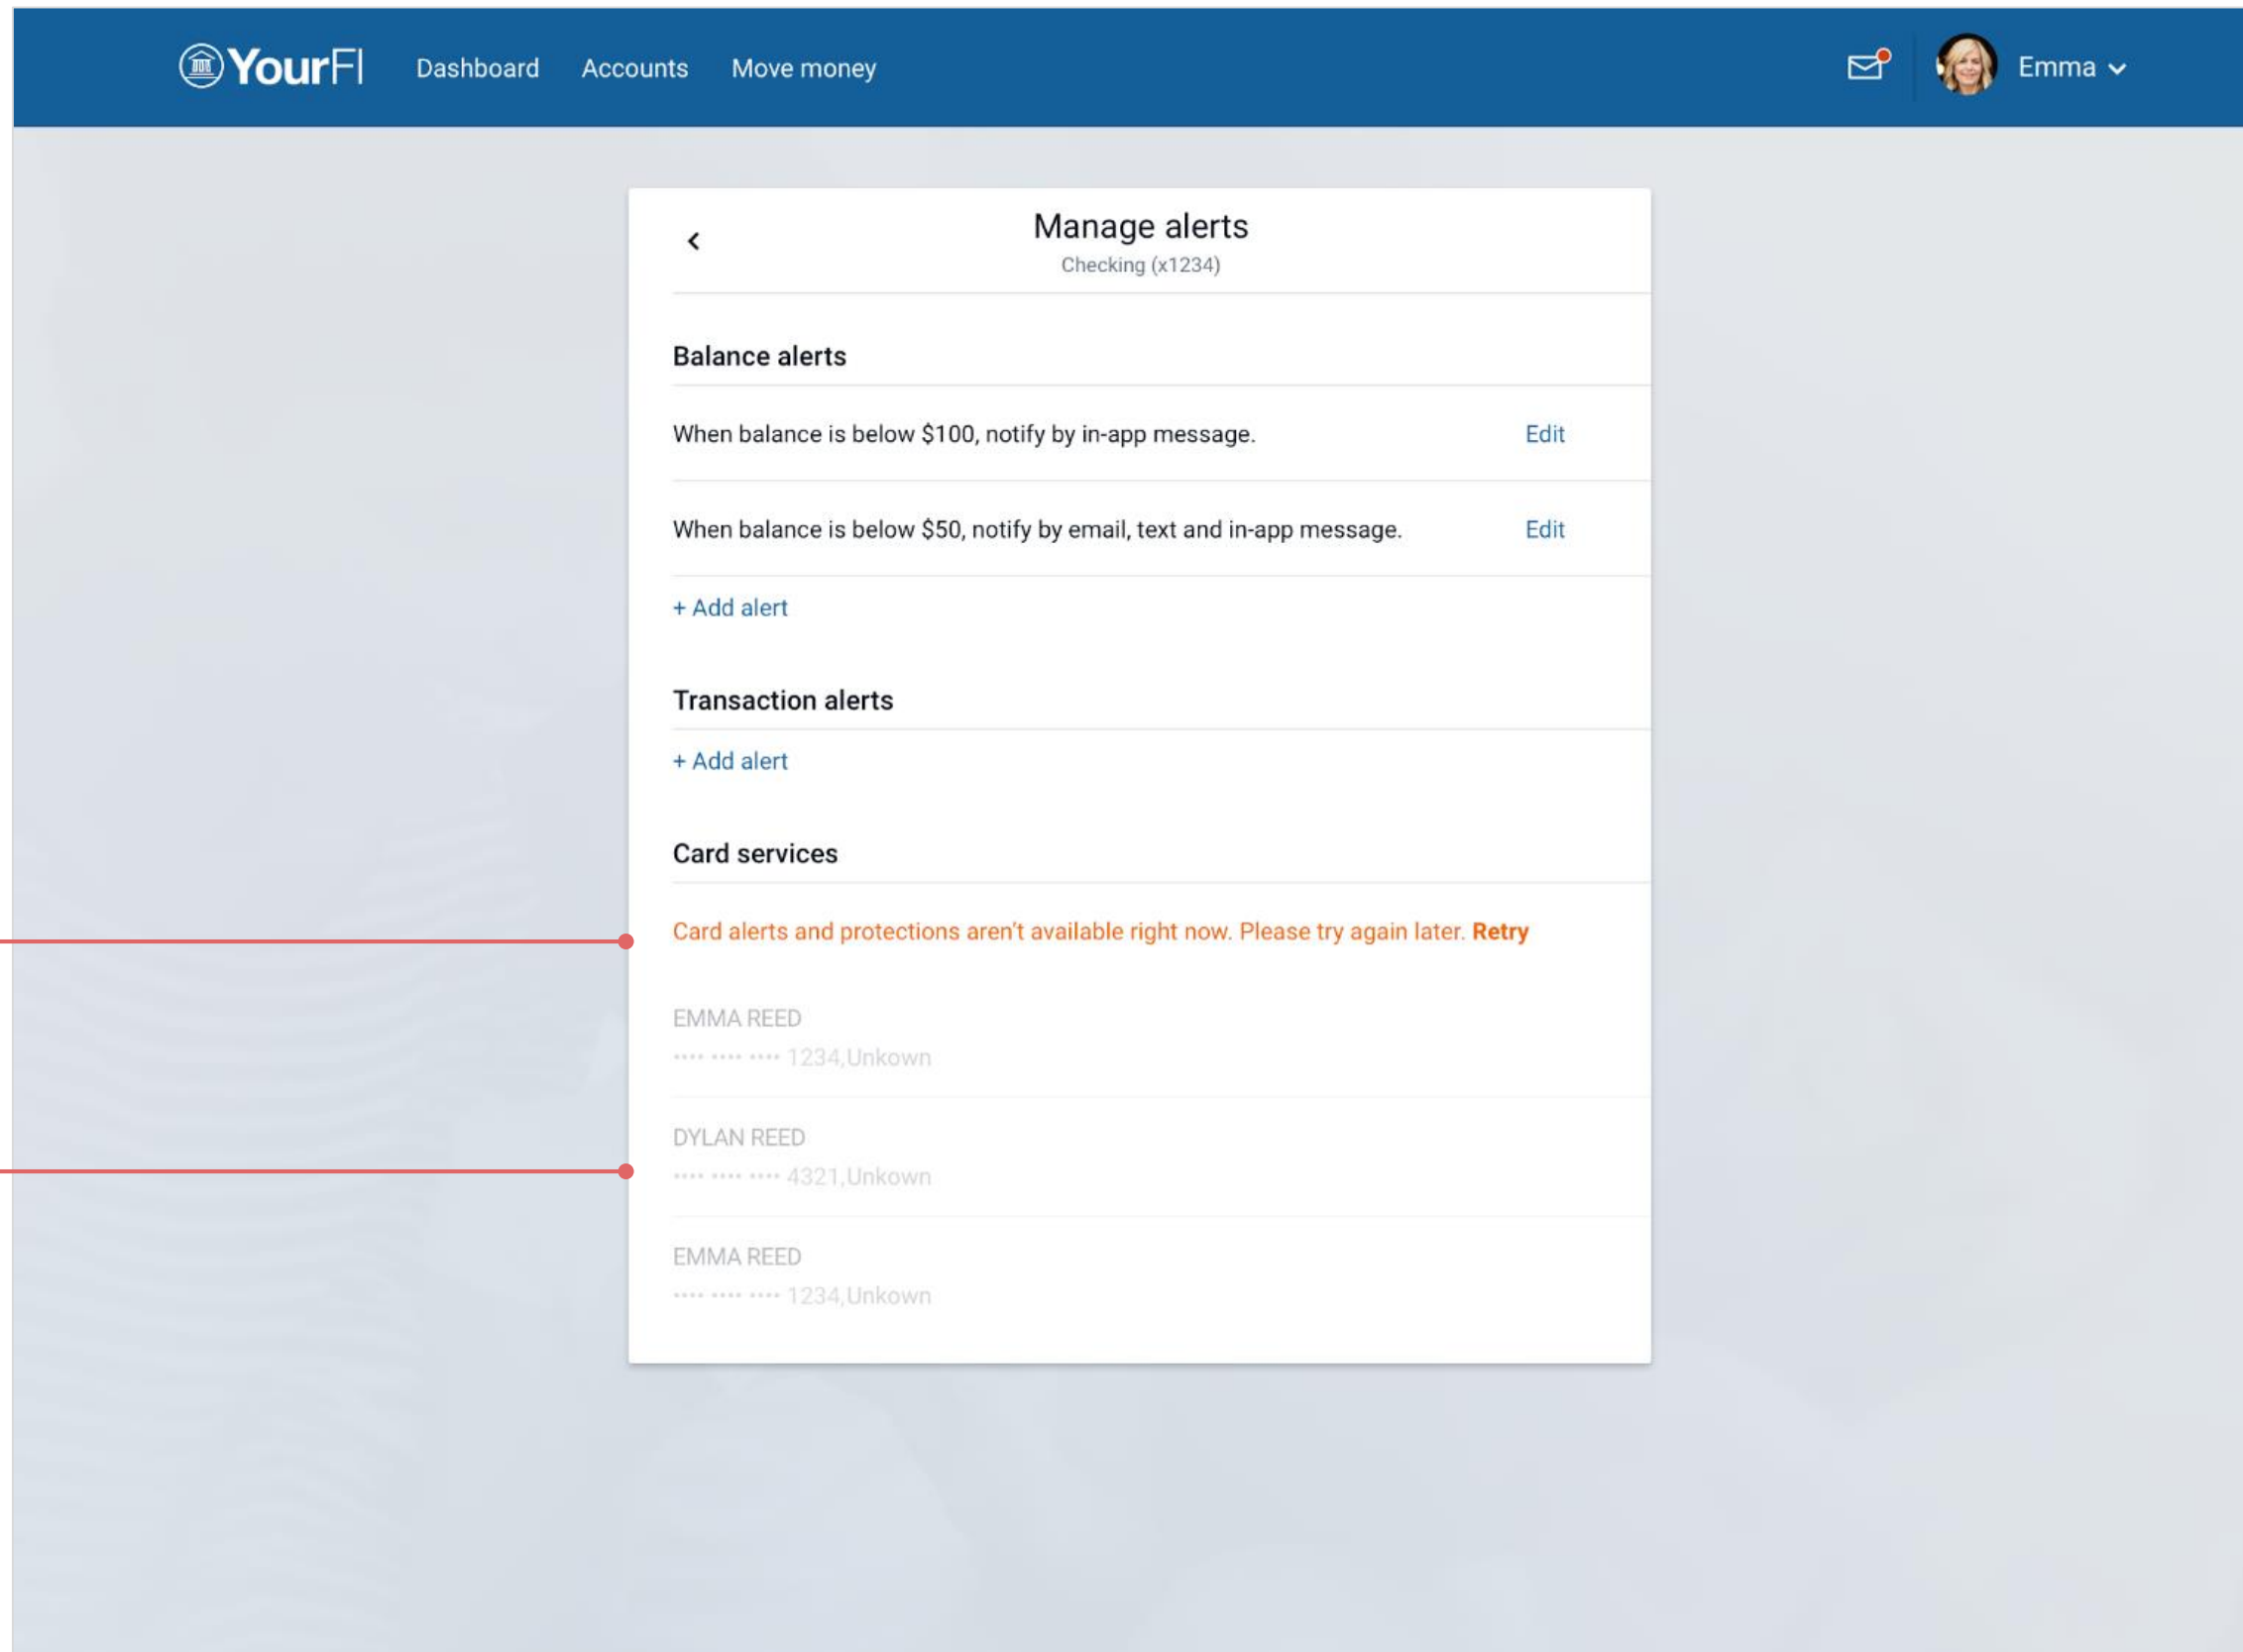 YourFI Dashboard Accounts Move money Emma
Manage alerts
Checking (x1234)
Balance alerts
When balance is below $100, notify by in-app message. Edit
When balance is below $50, notify by email, text and in-app message. Edit
+ Add alert
Transaction alerts
+ Add alert
Card services
Card alerts and protections aren't available right now. Please try again later. Retry
EMMA REED
•••• •••• •••• 1234,Unkown
DYLAN REED
•••• •••• •••• 4321,Unkown
EMMA REED
•••• •••• •••• 1234,Unkown